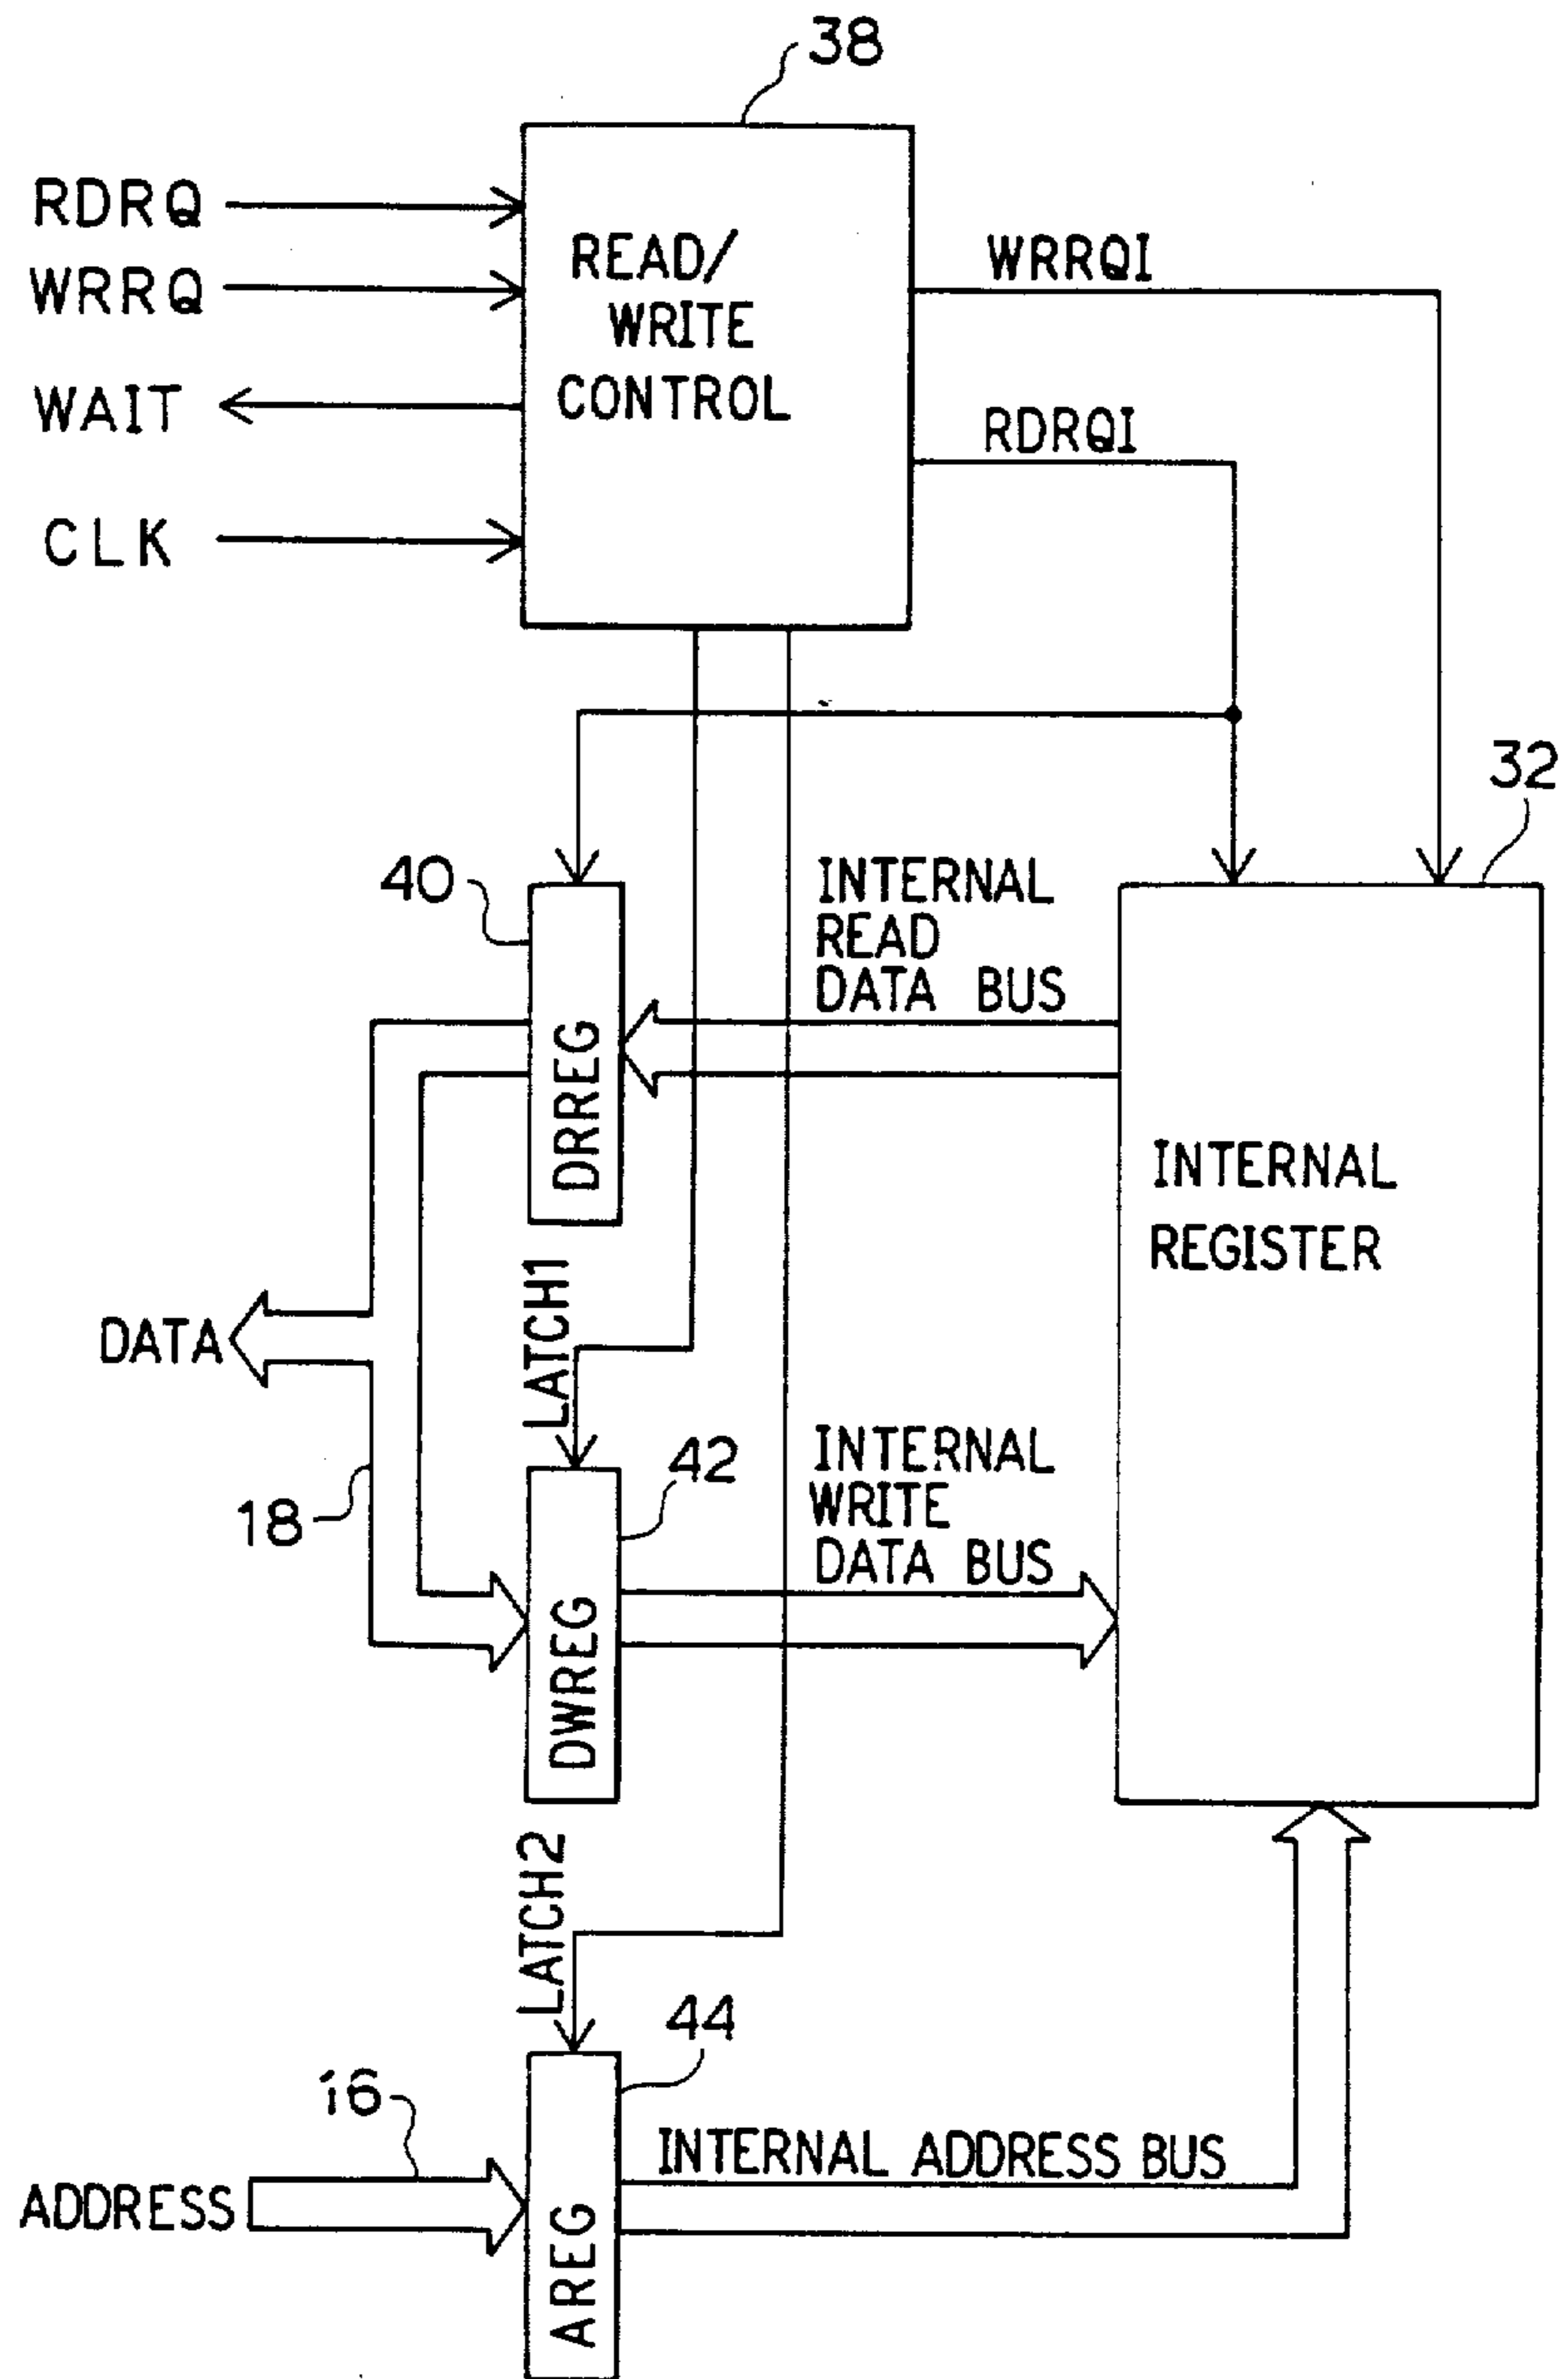 38
RDRQ
WRRQ
WAIT
CLK
READ/
WRITE
CONTROL
WRRQI
RDRQI
32
40
INTERNAL
READ
DATA BUS
DRREG
INTERNAL
REGISTER
LATCH1
DATA
18
42
INTERNAL
WRITE
DATA BUS
DWREG
LATCH2
44
16
ADDRESS
INTERNAL ADDRESS BUS
AREG